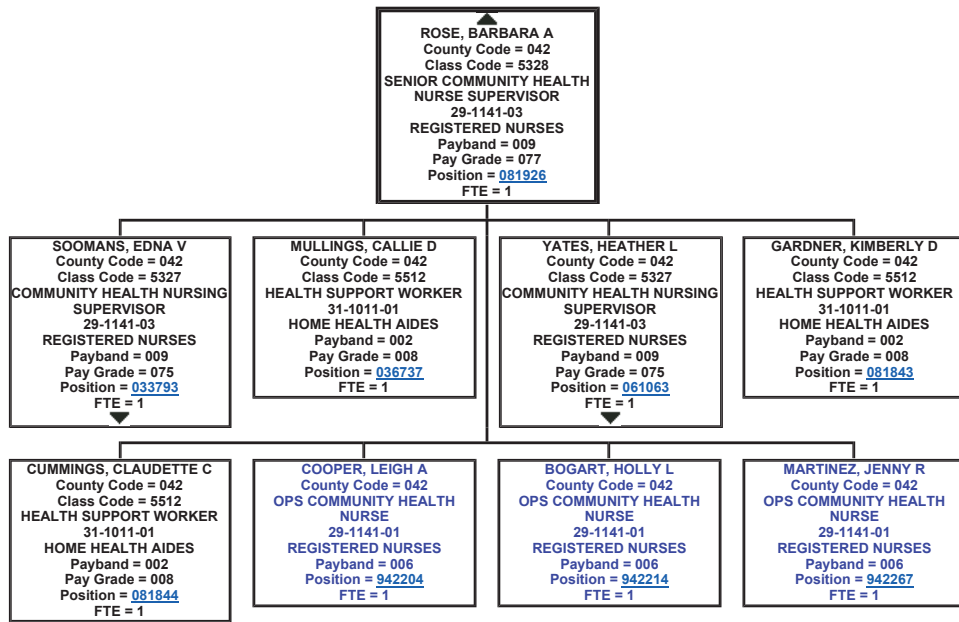 ROSE, BARBARA A
County Code = 042
Class Code = 5328
SENIOR COMMUNITY HEALTH
NURSE SUPERVISOR
29-1141-03
REGISTERED NURSES
Payband = 009
Pay Grade = 077
Position = 081926
FTE = 1
SOOMANS, EDNA V
County Code = 042
Class Code = 5327
COMMUNITY HEALTH NURSING
SUPERVISOR
29-1141-03
REGISTERED NURSES
Payband = 009
Pay Grade = 075
Position = 033793
FTE = 1
MULLINGS, CALLIE D
County Code = 042
Class Code = 5512
HEALTH SUPPORT WORKER
31-1011-01
HOME HEALTH AIDES
Payband = 002
Pay Grade = 008
Position = 036737
FTE = 1
YATES, HEATHER L
County Code = 042
Class Code = 5327
COMMUNITY HEALTH NURSING
SUPERVISOR
29-1141-03
REGISTERED NURSES
Payband = 009
Pay Grade = 075
Position = 061063
FTE = 1
GARDNER, KIMBERLY D
County Code = 042
Class Code = 5512
HEALTH SUPPORT WORKER
31-1011-01
HOME HEALTH AIDES
Payband = 002
Pay Grade = 008
Position = 081843
FTE = 1
CUMMINGS, CLAUDETTE C
County Code = 042
Class Code = 5512
HEALTH SUPPORT WORKER
31-1011-01
HOME HEALTH AIDES
Payband = 002
Pay Grade = 008
Position = 081844
FTE = 1
COOPER, LEIGH A
County Code = 042
OPS COMMUNITY HEALTH
NURSE
29-1141-01
REGISTERED NURSES
Payband = 006
Position = 942204
FTE = 1
BOGART, HOLLY L
County Code = 042
OPS COMMUNITY HEALTH
NURSE
29-1141-01
REGISTERED NURSES
Payband = 006
Position = 942214
FTE = 1
MARTINEZ, JENNY R
County Code = 042
OPS COMMUNITY HEALTH
NURSE
29-1141-01
REGISTERED NURSES
Payband = 006
Position = 942267
FTE = 1